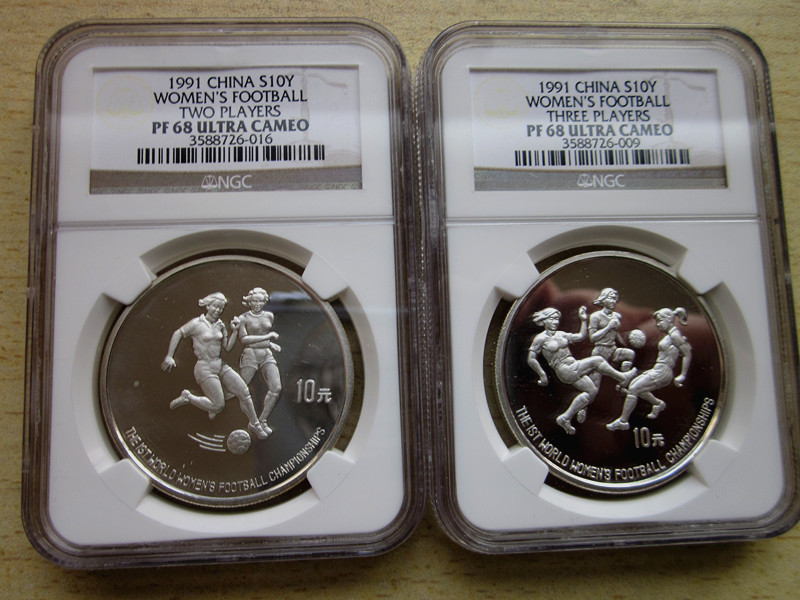 1991 CHINA S10Y
WOMEN'S FOOTBALL
TWO PLAYERS
PF 68 ULTRA CAMEO
3588726-016
NGC
10元
THE 1ST WORLD WOMEN'S FOOTBALL CHAMPIONSHIPS
1991 CHINA S10Y
WOMEN'S FOOTBALL
THREE PLAYERS
PF 68 ULTRA CAMEO
3588726-009
NGC
10元
THE 1ST WORLD WOMEN'S FOOTBALL CHAMPIONSHIPS